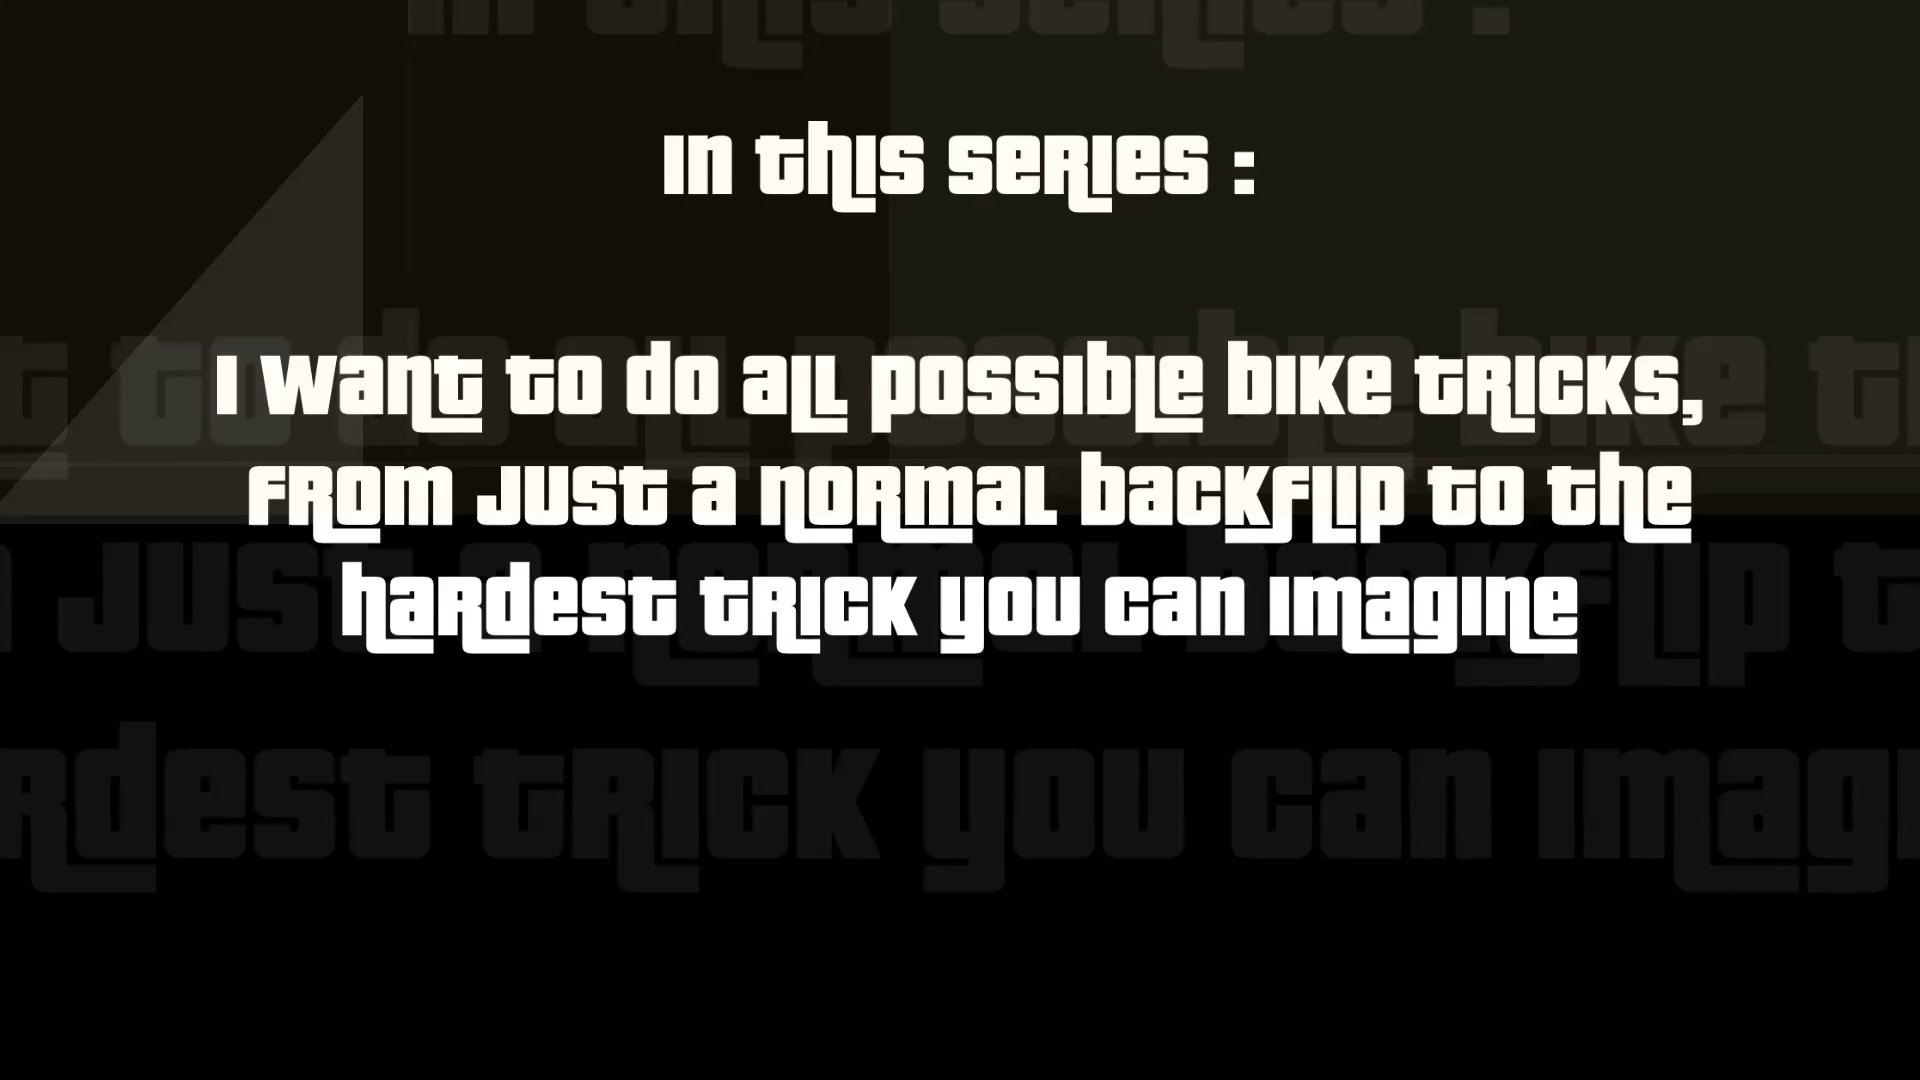 In this series :
I want to do all possible bike tricks,
from just a normal backflip to the
hardest trick you can imagine